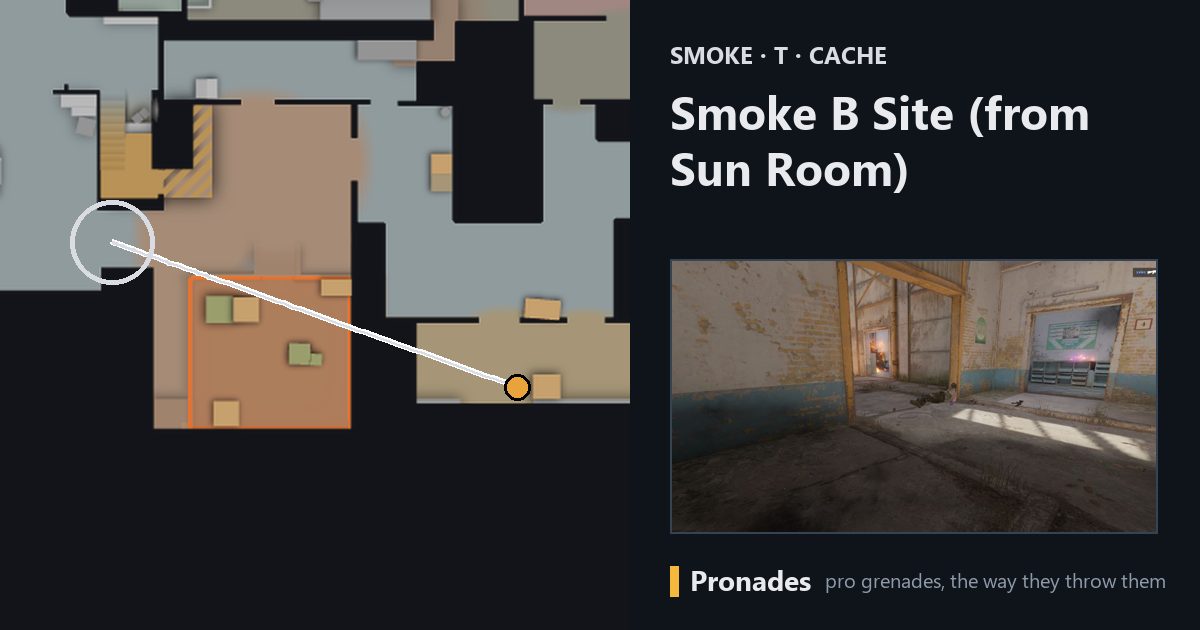 SMOKE · T · CACHE
Smoke B Site (from
Sun Room)
Pronades pro grenades, the way they throw them